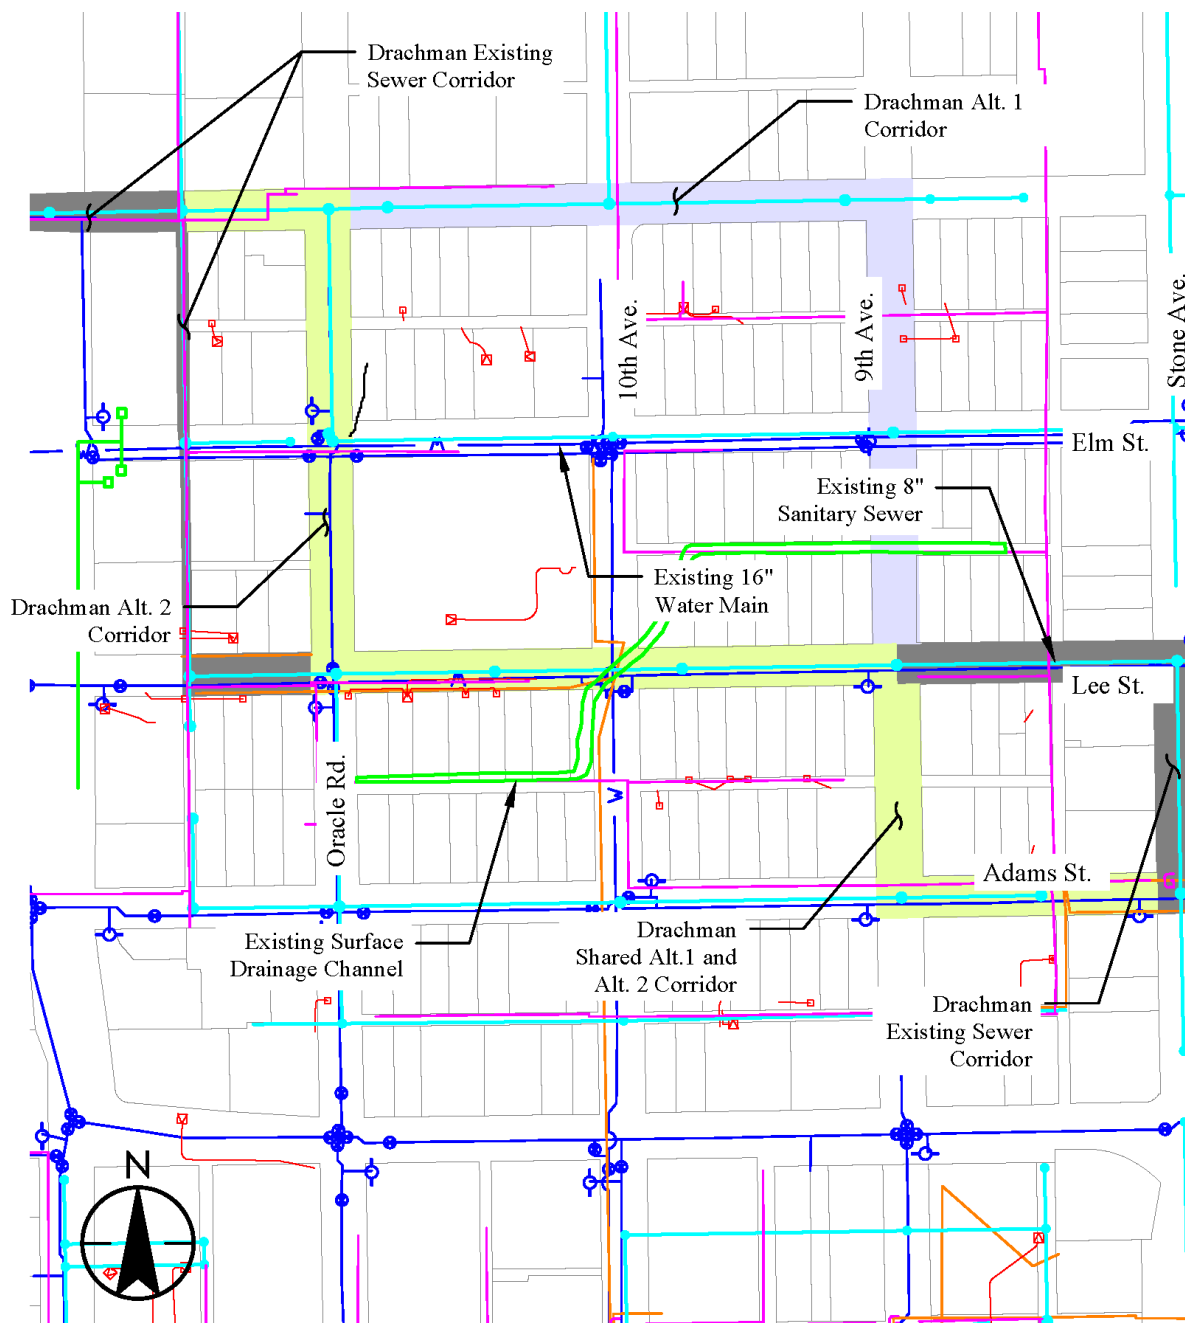 Drachman Existing
Sewer Corridor
Drachman Alt. 1
Corridor
10th Ave.
9th Ave.
Stone Ave.
Elm St.
Existing 8"
Sanitary Sewer
Existing 16"
Water Main
Drachman Alt. 2
Corridor
Lee St.
Oracle Rd.
W
Adams St.
G
Existing Surface
Drainage Channel
Drachman
Shared Alt.1 and
Alt. 2 Corridor
Drachman
Existing Sewer
Corridor
N